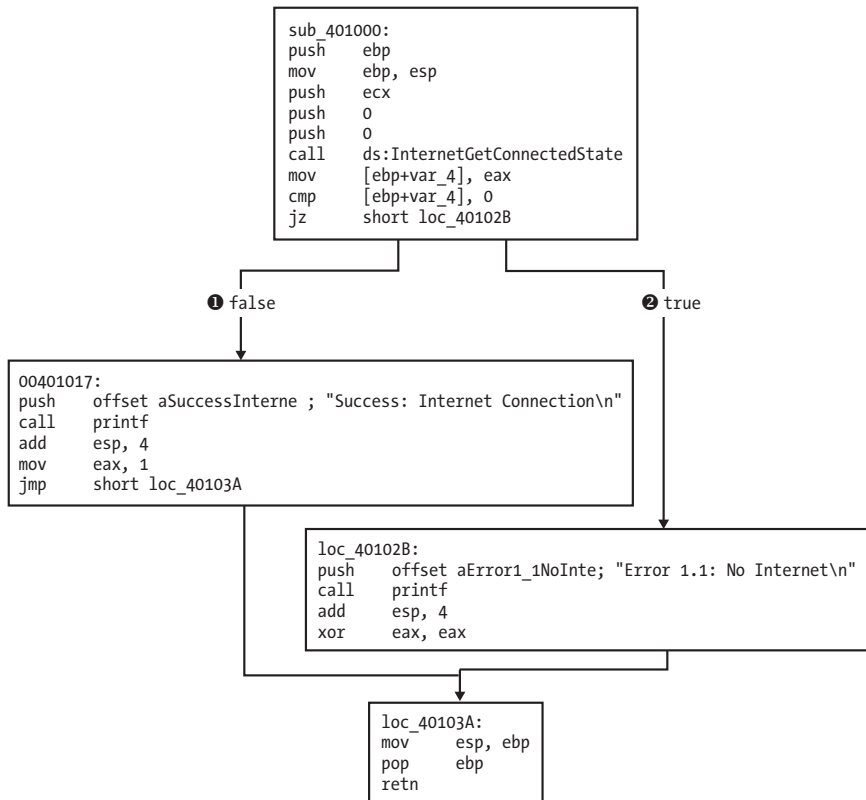 sub_401000:
push ebp
mov ebp, esp
push ecx
push 0
push 0
call ds:InternetGetConnectedState
mov [ebp+var_4], eax
cmp [ebp+var_4], 0
jz short loc_40102B
❶ false
❷ true
00401017:
push offset aSuccessInterne ; "Success: Internet Connection\n"
call printf
add esp, 4
mov eax, 1
jmp short loc_40103A
loc_40102B:
push offset aError1_1NoInte; "Error 1.1: No Internet\n"
call printf
add esp, 4
xor eax, eax
loc_40103A:
mov esp, ebp
pop ebp
retn